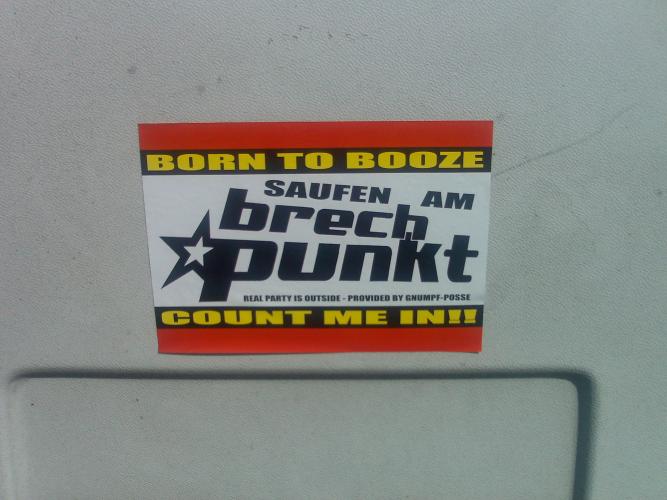 BORN TO BOOZE
SAUFEN AM
brech
punkt
REAL PARTY IS OUTSIDE - PROVIDED BY GNUMPF-POSSE
COUNT ME IN!!